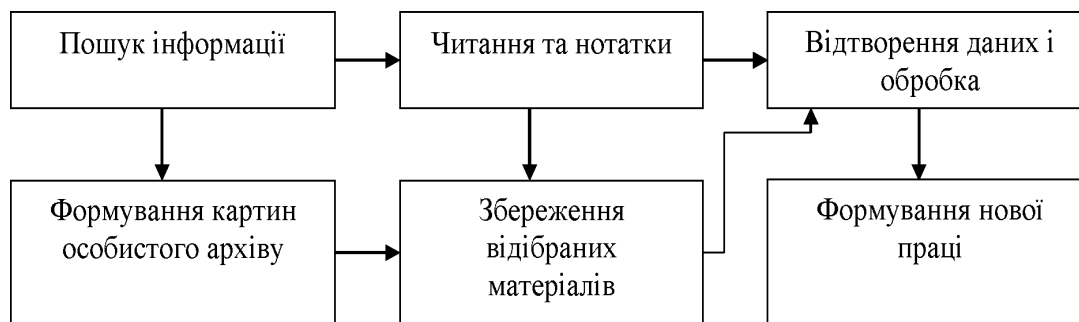 Пошук інформації
Читання та нотатки
Відтворення даних і
обробка
Формування картин
особистого архіву
Збереження
відібраних
матеріалів
Формування нової
праці